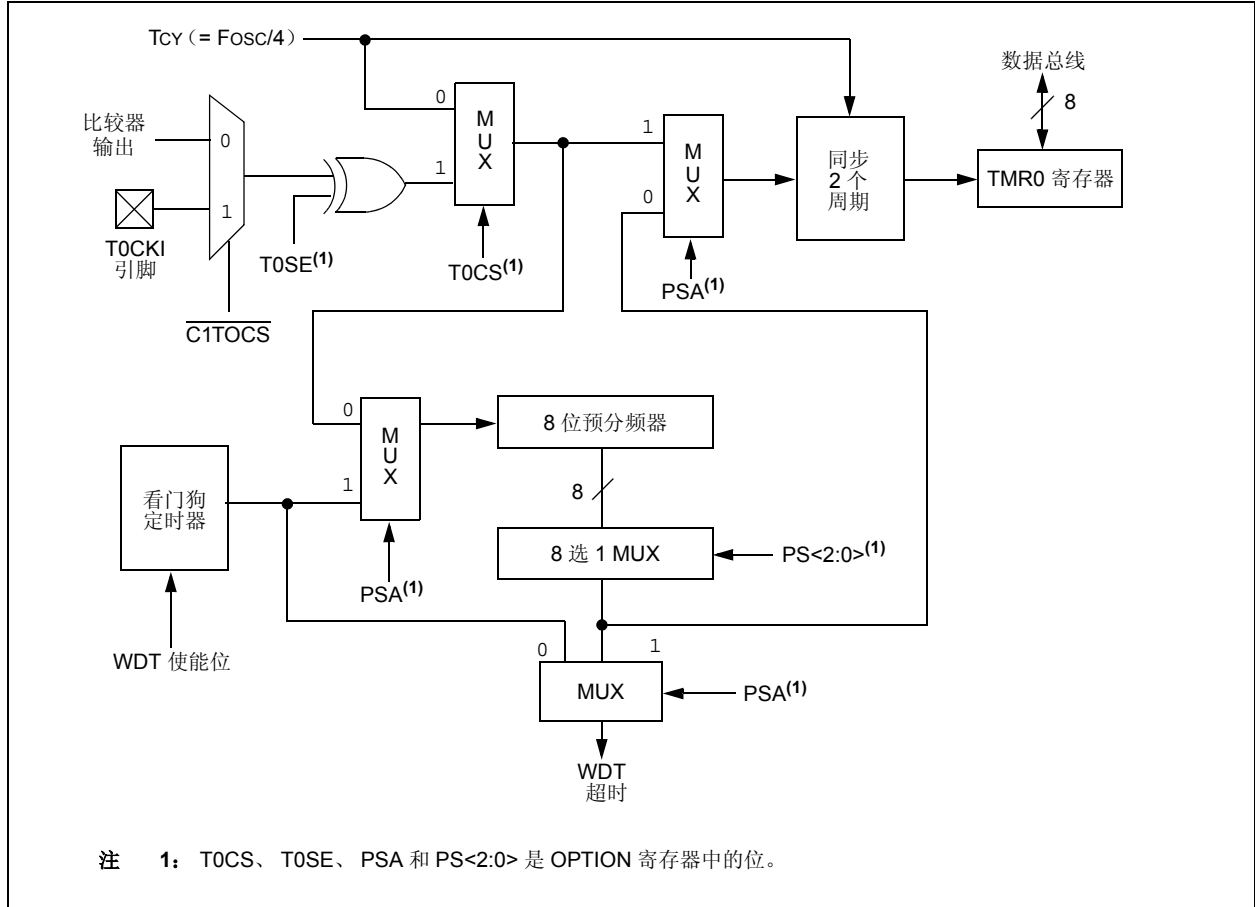 TCY（= FOSC/4）
数据总线
8
比较器
输出
0
1
T0CKI
引脚
C1TOCS
T0SE(1)
0
1
MUX
T0CS(1)
1
0
MUX
PSA(1)
同步
2 个
周期
TMR0 寄存器
看门狗
定时器
WDT 使能位
0
1
MUX
PSA(1)
8 位预分频器
8
8 选 1 MUX
PS<2:0>(1)
0
1
MUX
PSA(1)
WDT
超时
注 1： T0CS、 T0SE、 PSA 和 PS<2:0> 是 OPTION 寄存器中的位。